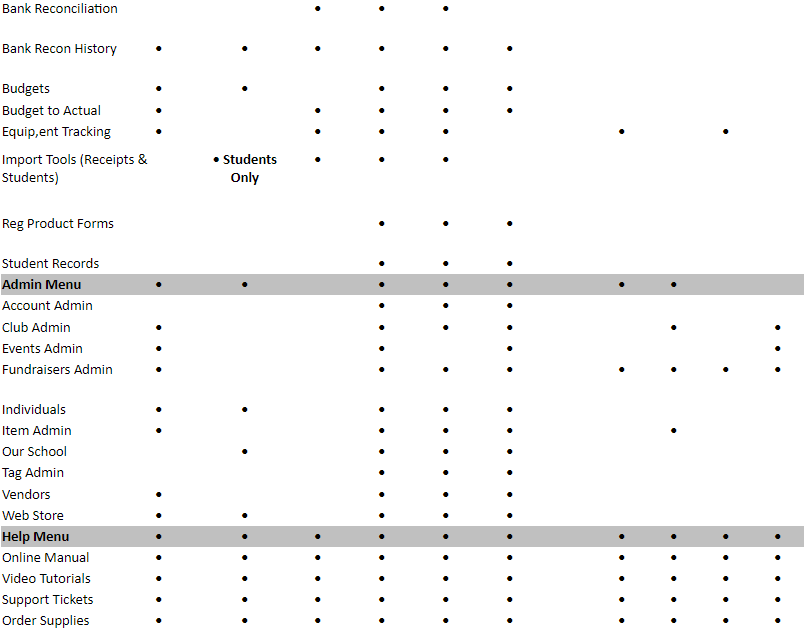 Bank Reconciliation • • •
Bank Recon History • • • • • •
Budgets • • • • •
Budget to Actual • • • • •
Equip,ent Tracking • • • • • •
Import Tools (Receipts & • Students • • •
Students) Only
Reg Product Forms • • •
Student Records • • •
Admin Menu • • • • • • •
Account Admin • • •
Club Admin • • • • • •
Events Admin • • • •
Fundraisers Admin • • • • • • • •
Individuals • • • • •
Item Admin • • • • •
Our School • • • •
Tag Admin • • •
Vendors • • • •
Web Store • • • • •
Help Menu • • • • • • • • • •
Online Manual • • • • • • • • • •
Video Tutorials • • • • • • • • • •
Support Tickets • • • • • • • • • •
Order Supplies • • • • • • • • • •